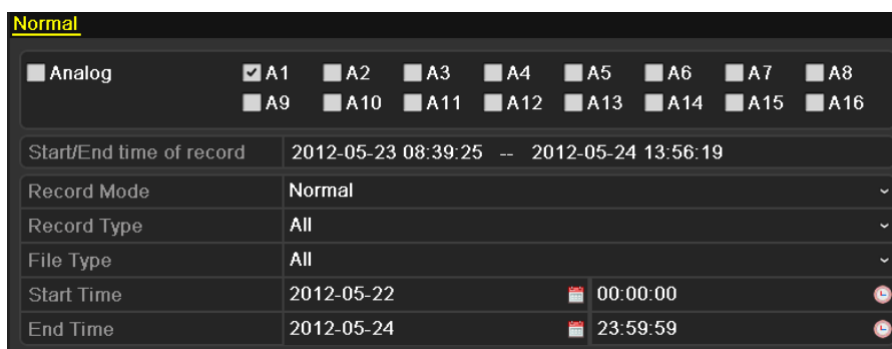 Normal
Analog A1 A2 A3 A4 A5 A6 A7 A8
A9 A10 A11 A12 A13 A14 A15 A16
Start/End time of record 2012-05-23 08:39:25 -- 2012-05-24 13:56:19
Record Mode Normal
Record Type All
File Type All
Start Time 2012-05-22 00:00:00
End Time 2012-05-24 23:59:59